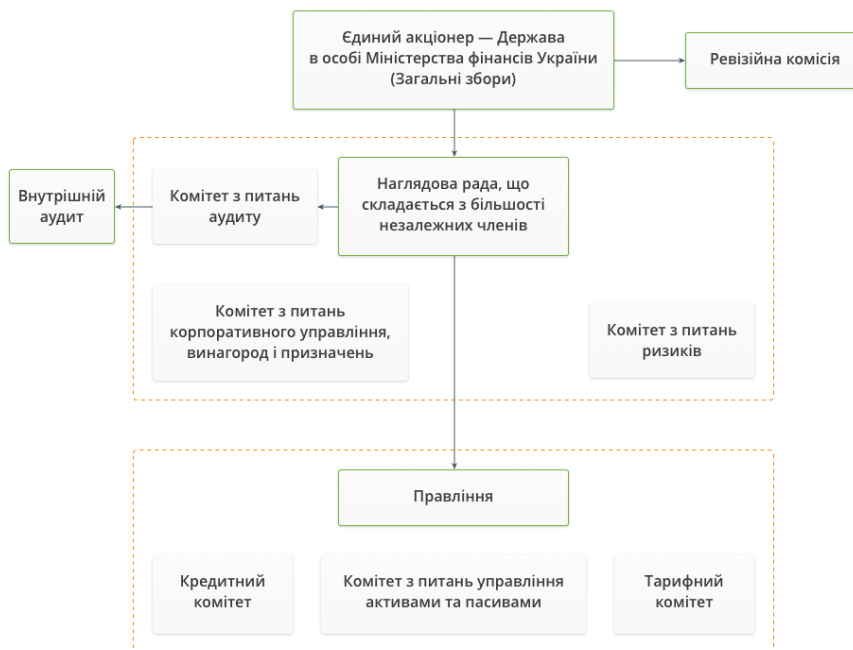 Єдиний акціонер — Держава
в особі Міністерства фінансів України
(Загальні збори)
Ревізійна комісія
Внутрішній
аудит
Комітет з питань
аудиту
Наглядова рада, що
складається з більшості
незалежних членів
Комітет з питань
корпоративного управління,
винагород і призначень
Комітет з питань
ризиків
Правління
Кредитний
комітет
Комітет з питань управління
активами та пасивами
Тарифний
комітет